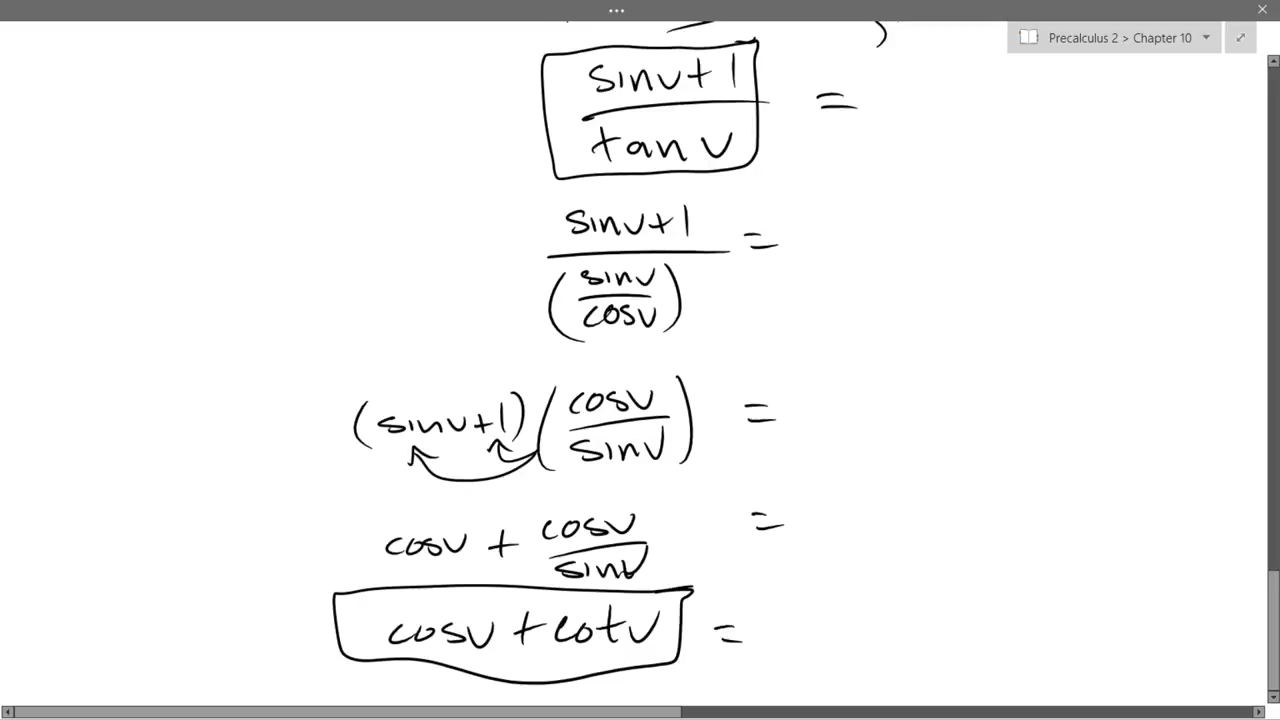 Precalculus 2 > Chapter 10
sinv+1
=
tan v
sinv+1
=
(sinv
cosv)
(sinv+1) (cosv
sinv) =
cosv + cosv
sinv =
cosv + cotv =